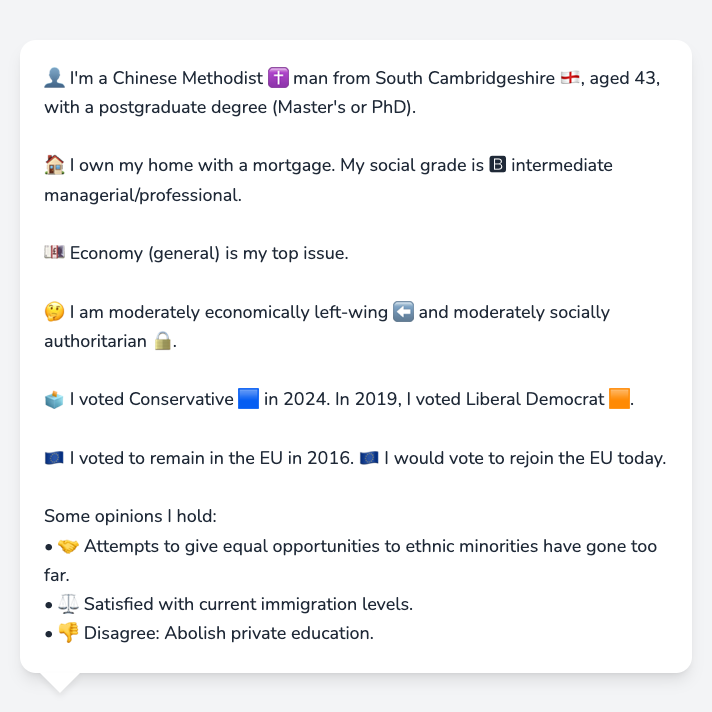 👤 I'm a Chinese Methodist ✝️ man from South Cambridgeshire 🏴󠁧󠁢󠁥󠁮󠁧󠁿, aged 43,
with a postgraduate degree (Master's or PhD).
🏠 I own my home with a mortgage. My social grade is 🅱 intermediate
managerial/professional.
💷 Economy (general) is my top issue.
🤔 I am moderately economically left-wing ⬅️ and moderately socially
authoritarian 🔒.
🗳️ I voted Conservative 🟦 in 2024. In 2019, I voted Liberal Democrat 🟧.
🇪🇺 I voted to remain in the EU in 2016. 🇪🇺 I would vote to rejoin the EU today.
Some opinions I hold:
• 🤝 Attempts to give equal opportunities to ethnic minorities have gone too
far.
• ⚖️ Satisfied with current immigration levels.
• 👎 Disagree: Abolish private education.